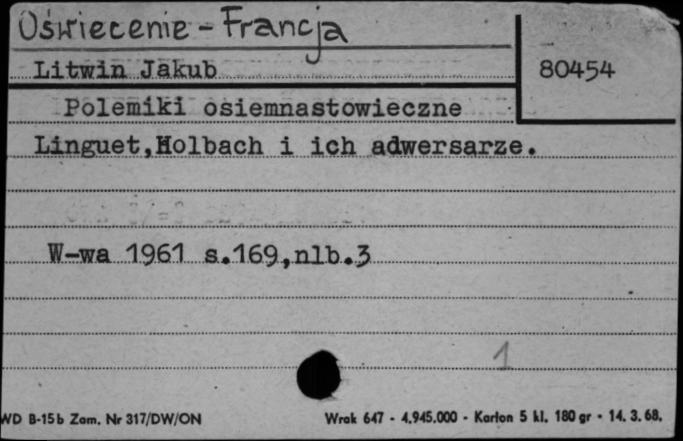 Oświecenie - Francja
Litwin Jakub
80454
Polemiki osiemnastowieczne
Linguet,Holbach i ich adwersarze.
W-wa 1961 s.169,nlb.3
1
WD B-15b Zam. Nr 317/DW/ON
Wrak 647 - 4.945.000 - Karton 5 kl. 180 gr - 14. 3. 68.